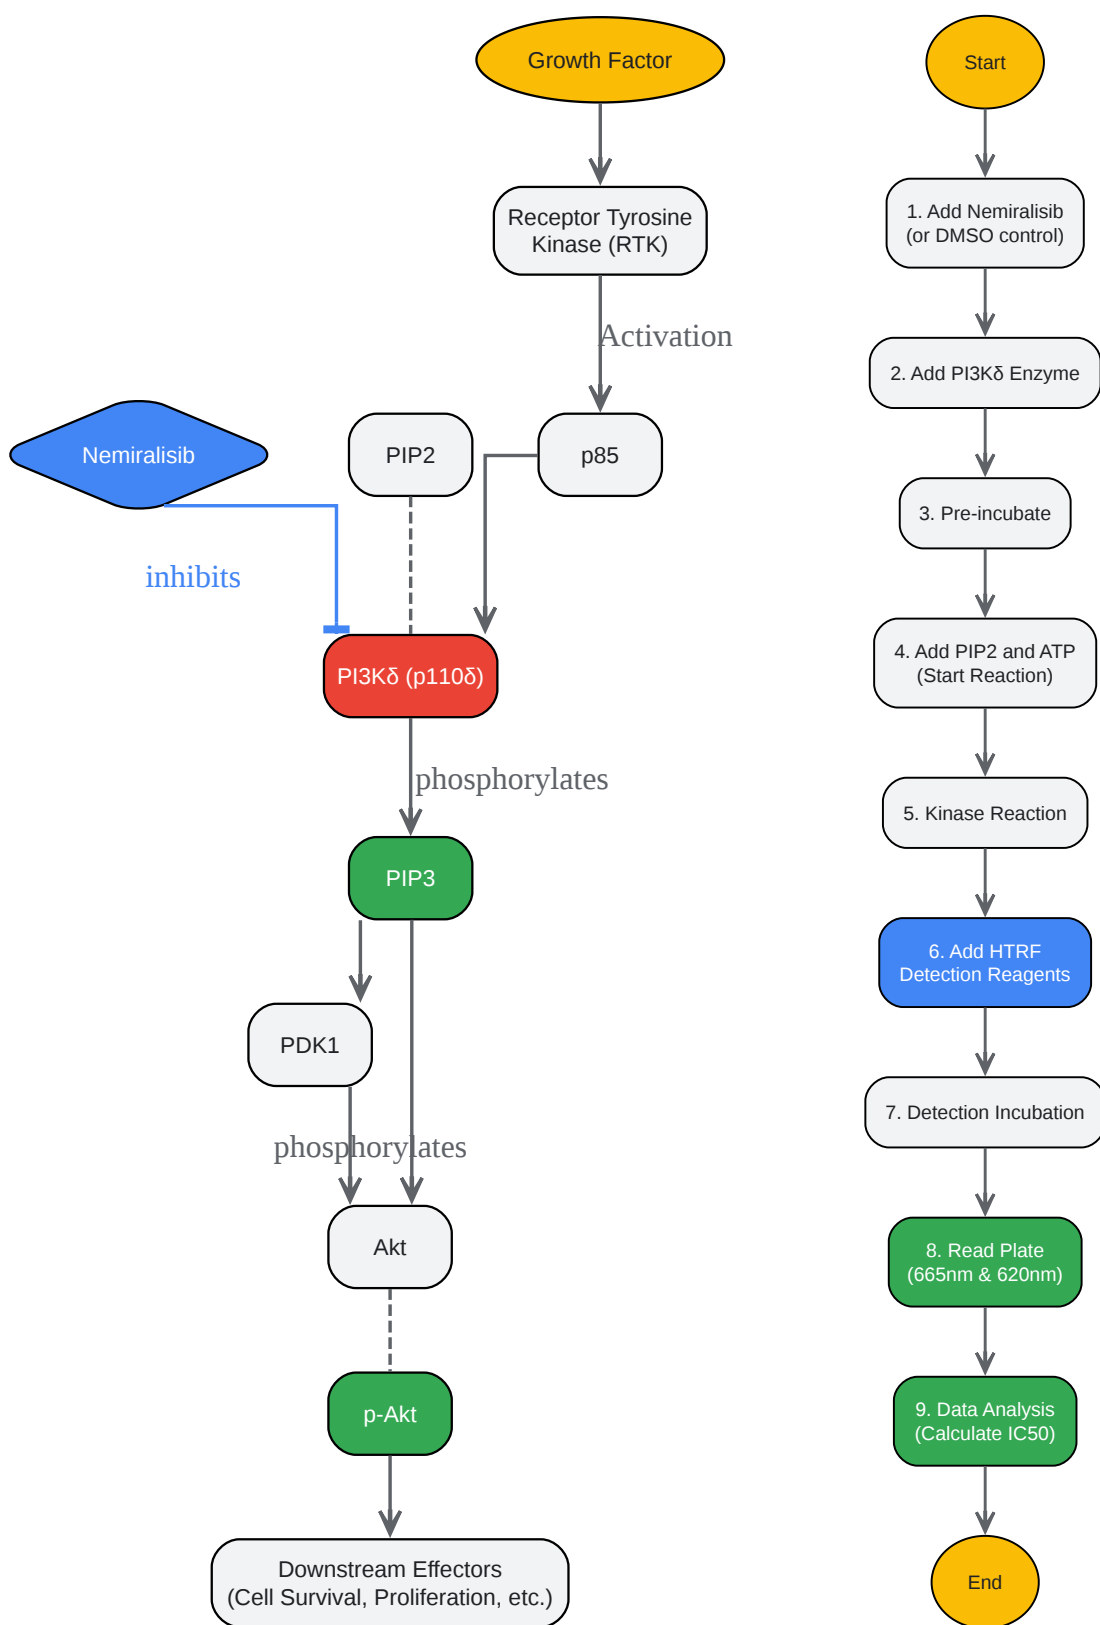 Growth Factor
Receptor Tyrosine
Kinase (RTK)
Activation
Nemiralisib
PIP2
p85
inhibits
PI3Kδ (p110δ)
phosphorylates
PIP3
PDK1
phosphorylates
Akt
p-Akt
Downstream Effectors
(Cell Survival, Proliferation, etc.)
Start
1. Add Nemiralisib
(or DMSO control)
2. Add PI3Kδ Enzyme
3. Pre-incubate
4. Add PIP2 and ATP
(Start Reaction)
5. Kinase Reaction
6. Add HTRF
Detection Reagents
7. Detection Incubation
8. Read Plate
(665nm & 620nm)
9. Data Analysis
(Calculate IC50)
End